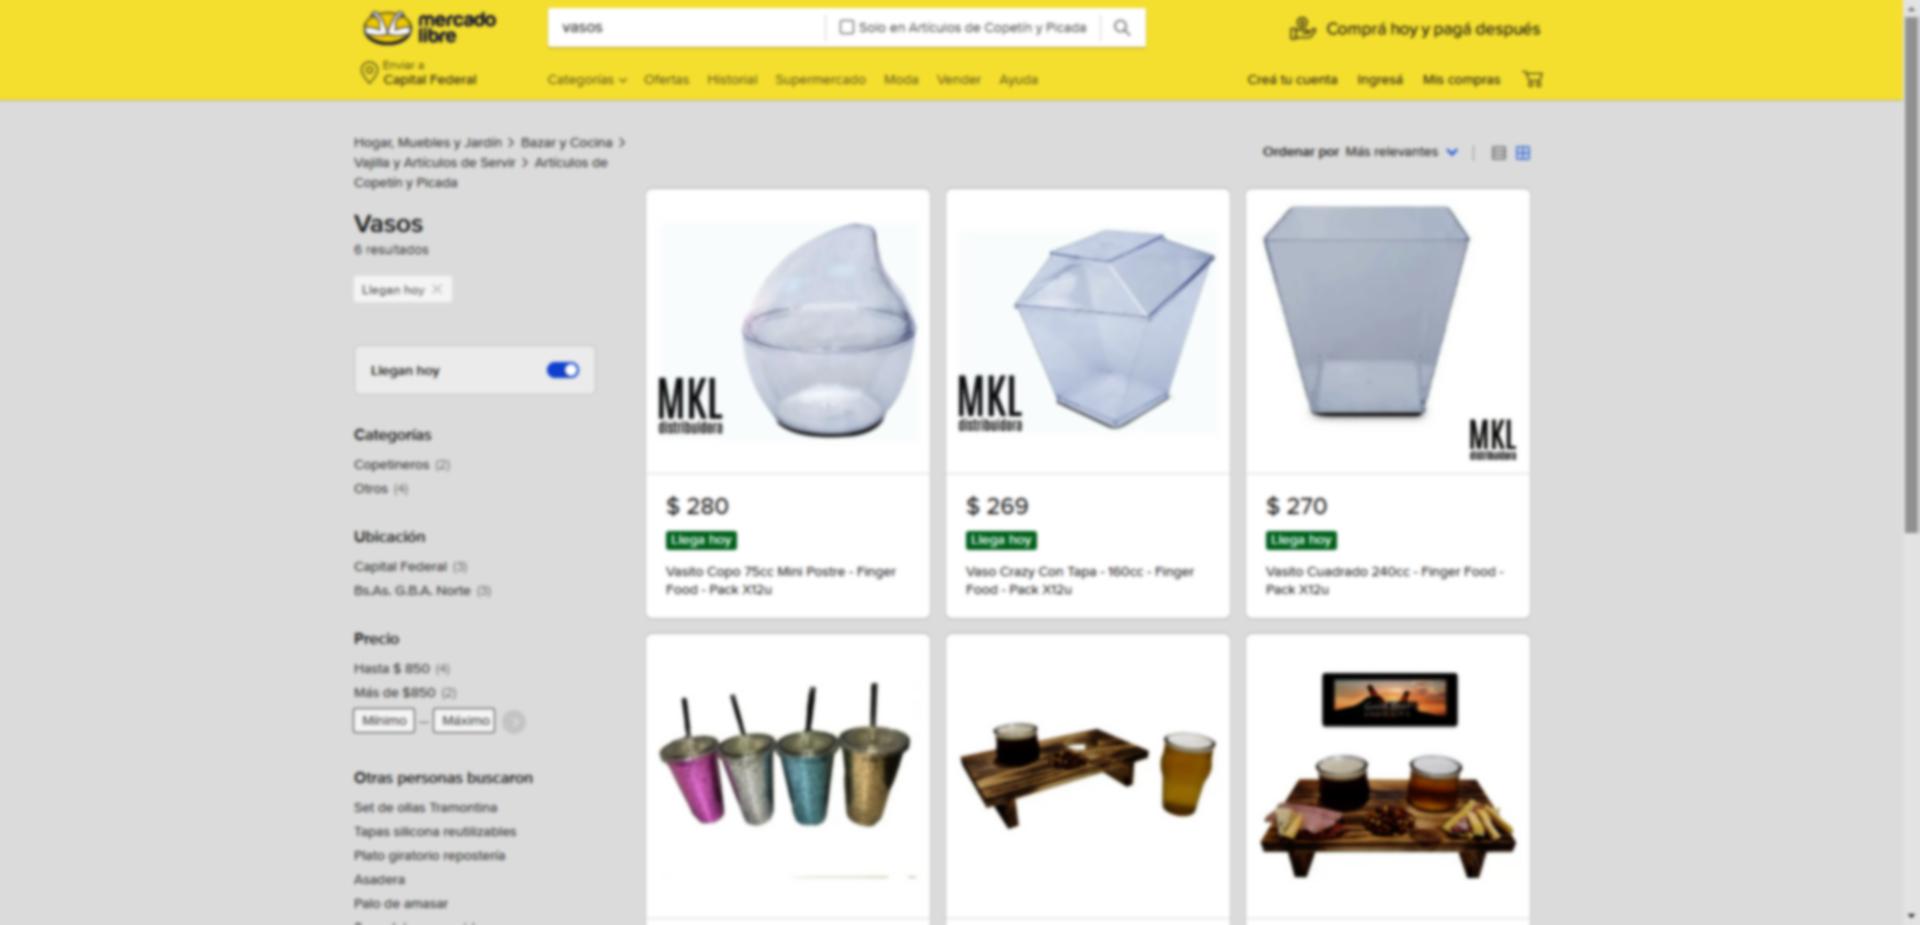 mercado
libre
vasos
Solo en Artículos de Copetín y Picada
Comprá hoy y pagá después
Enviar a
Capital Federal
Categorías Ofertas Historial Supermercado Moda Vender Ayuda
Creá tu cuenta Ingresá Mis compras
Hogar, Muebles y Jardín > Bazar y Cocina >
Vajilla y Artículos de Servir > Artículos de
Copetín y Picada
Ordenar por Más relevantes
Vasos
6 resultados
Llegan hoy
Llegan hoy
Categorías
Copetineros (2)
Otros (4)
Ubicación
Capital Federal (3)
Bs.As. G.B.A. Norte (3)
Precio
Hasta $ 850 (4)
Más de $850 (2)
Mínimo — Máximo
Otras personas buscaron
Set de ollas Tramontina
Tapas silicona reutilizables
Plato giratorio repostería
Asadera
Palo de amasar
MKL
distribuidora
$ 280
Llega hoy
Vasito Copo 75cc Mini Postre - Finger
Food - Pack X12u
MKL
distribuidora
$ 269
Llega hoy
Vaso Crazy Con Tapa - 160cc - Finger
Food - Pack X12u
MKL
distribuidora
$ 270
Llega hoy
Vasito Cuadrado 240cc - Finger Food -
Pack X12u